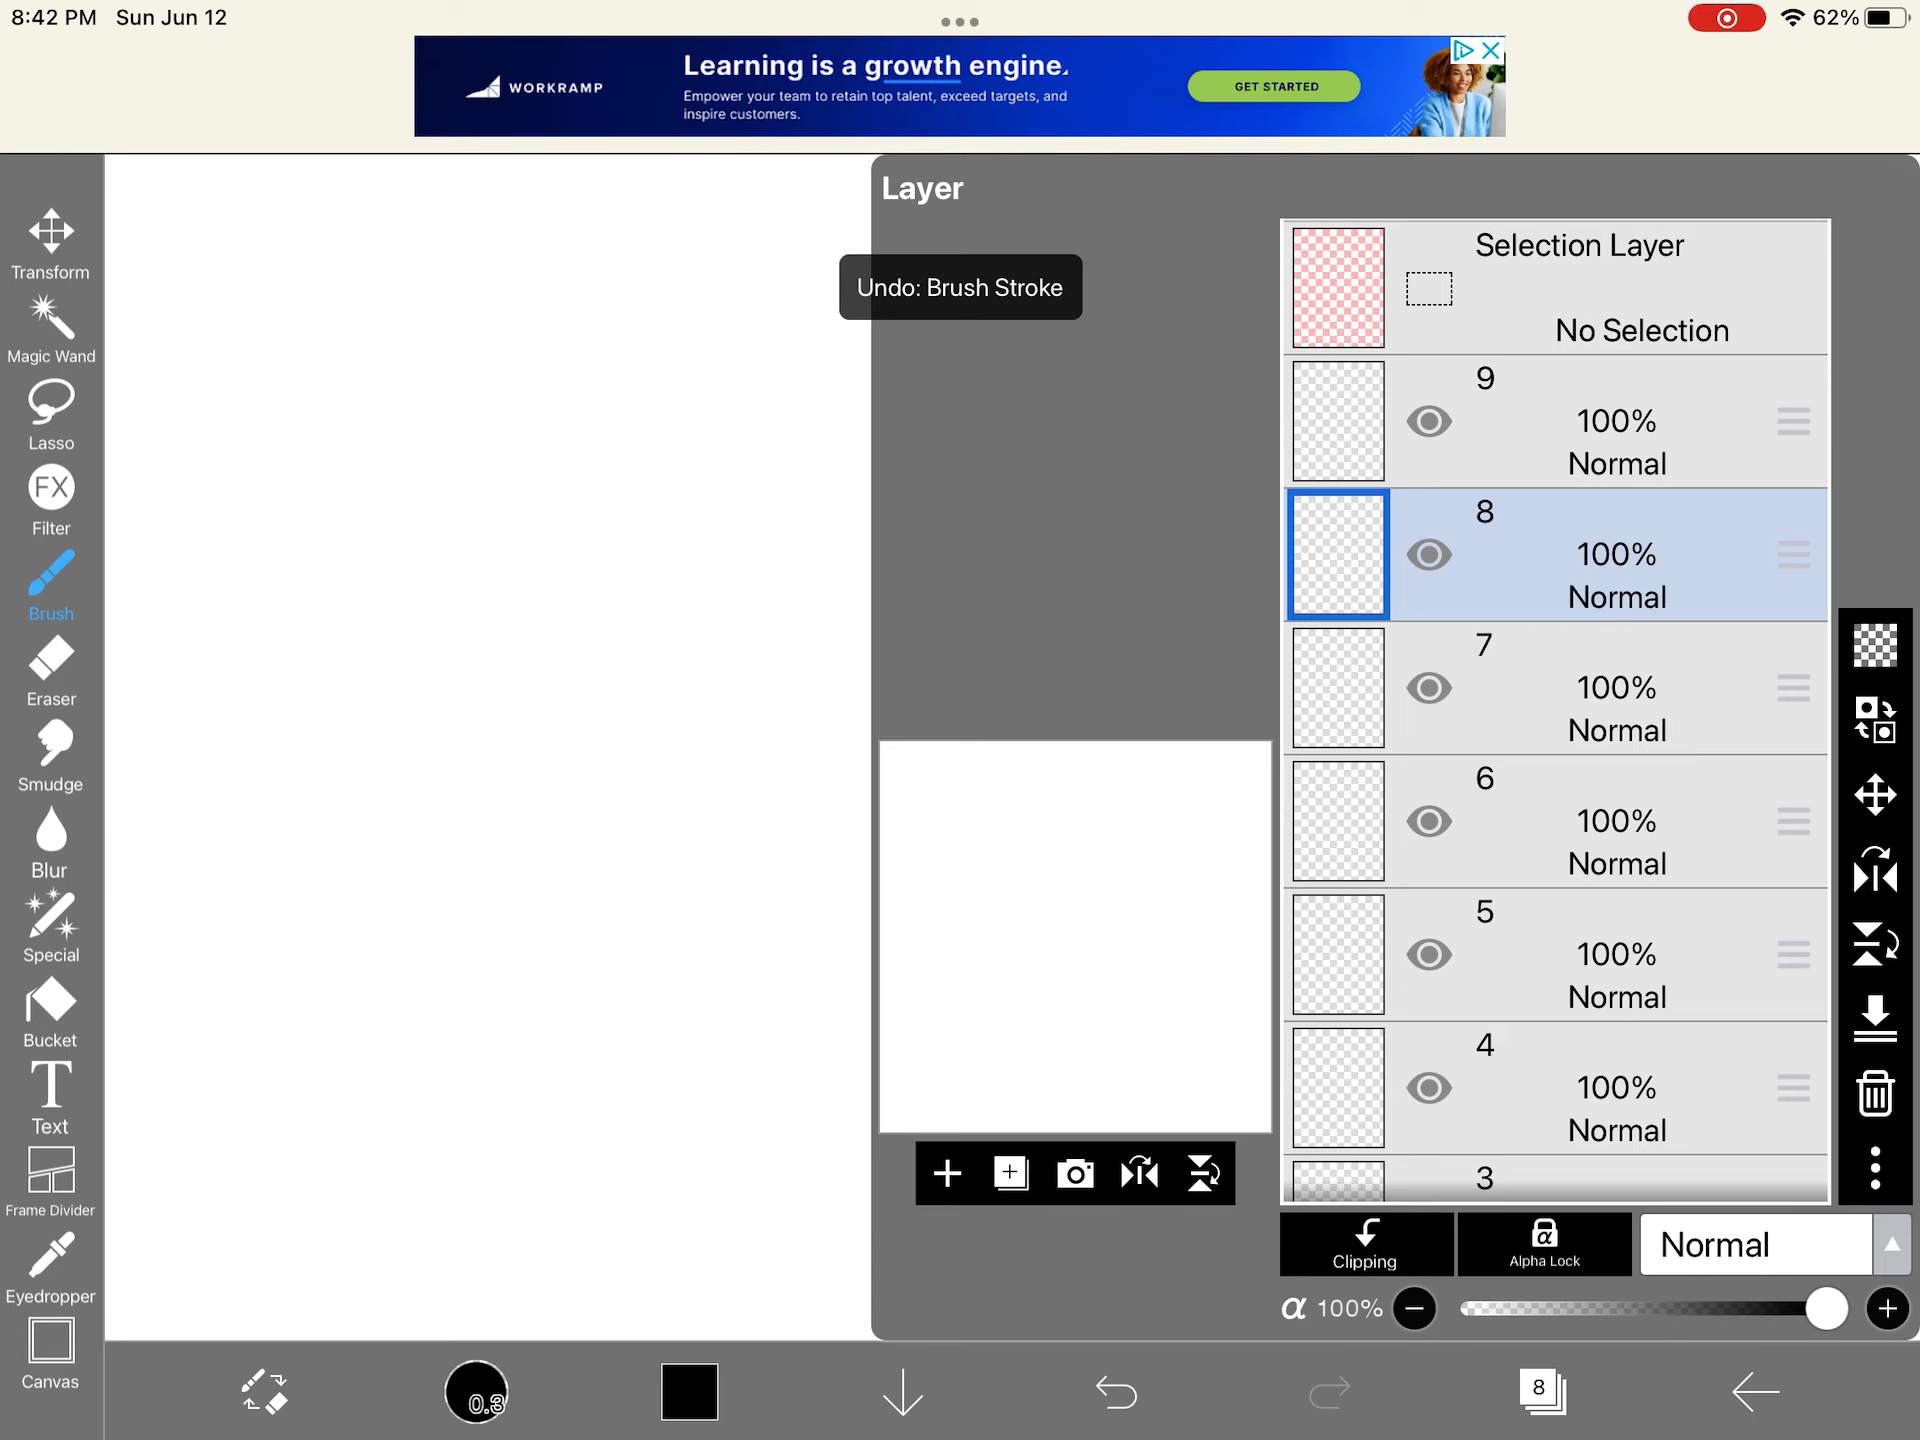 8:42 PM Sun Jun 12
62%
WORKRAMP
Learning is a growth engine.
Empower your team to retain top talent, exceed targets, and
inspire customers.
GET STARTED
Layer
Undo: Brush Stroke
Transform
Magic Wand
Lasso
FX
Filter
Brush
Eraser
Smudge
Blur
Special
Bucket
T
Text
Frame Divider
Eyedropper
Canvas
Selection Layer
No Selection
9
100%
Normal
8
100%
Normal
7
100%
Normal
6
100%
Normal
5
100%
Normal
4
100%
Normal
3
Clipping
α
Alpha Lock
Normal
α 100%
0.3
8